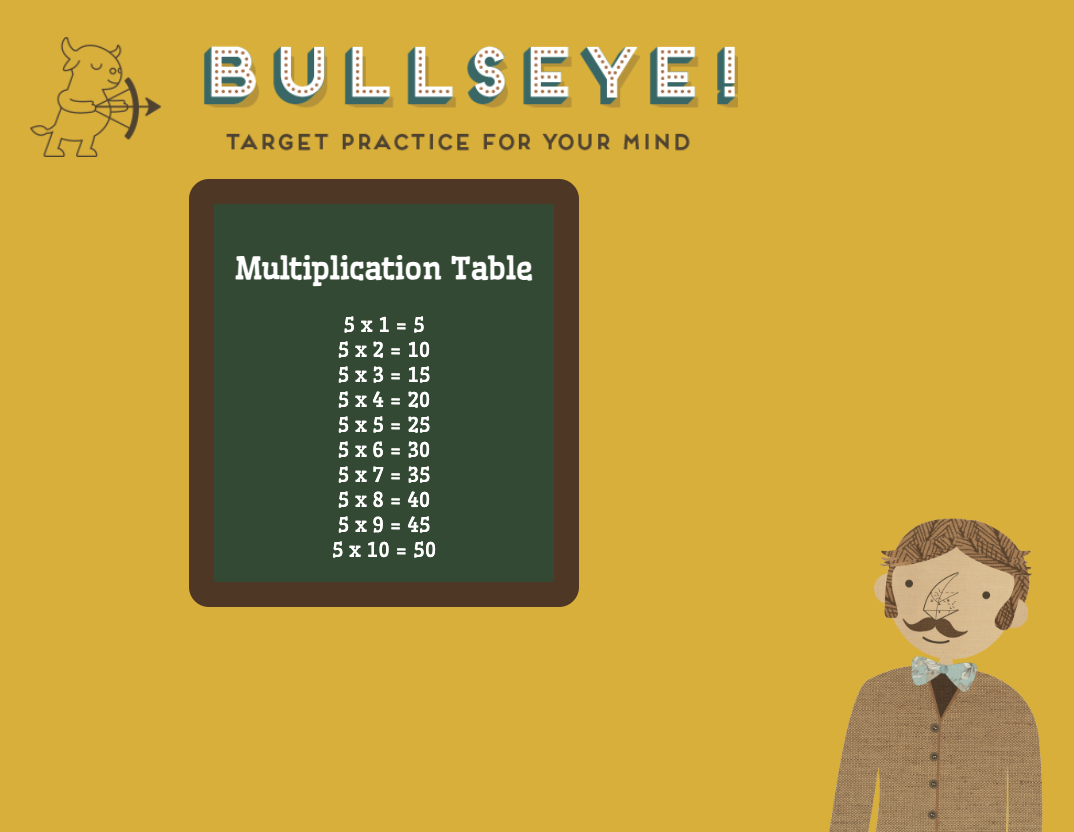 BULLSEYE!
TARGET PRACTICE FOR YOUR MIND
Multiplication Table
5 x 1 = 5
5 x 2 = 10
5 x 3 = 15
5 x 4 = 20
5 x 5 = 25
5 x 6 = 30
5 x 7 = 35
5 x 8 = 40
5 x 9 = 45
5 x 10 = 50